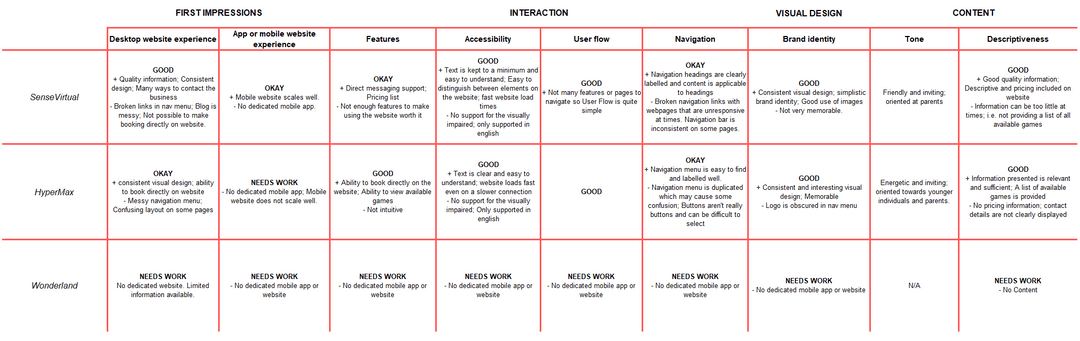 FIRST IMPRESSIONS
INTERACTION
VISUAL DESIGN
CONTENT
Desktop website experience
App or mobile website
experience
Features
Accessibility
User flow
Navigation
Brand identity
Tone
Descriptiveness
SenseVirtual
GOOD
+ Quality information; Consistent
design; Many ways to contact the
business
- Broken links in nav menu; Blog is
messy; Not possible to make
booking directly on website.
OKAY
+ Mobile website scales well.
- No dedicated mobile app.
OKAY
+ Direct messaging support;
Pricing list
- Not enough features to make
using the website worth it
GOOD
+ Text is kept to a minimum and
easy to understand; Easy to
distinguish between elements on
the website; fast website load
times
- No support for the visually
impaired; only supported in
english
GOOD
+ Not many features or pages to
navigate so User Flow is quite
simple
OKAY
+ Navigation headings are clearly
labelled and content is applicable
to headings
- Broken navigation links with
webpages that are unresponsive
at times. Navigation bar is
inconsistent on some pages.
GOOD
+ Consistent visual design; simplistic
brand identity; Good use of images
- Not very memorable.
Friendly and inviting;
oriented at parents
GOOD
+ Good quality information;
Descriptive and pricing included on
website
- Information can be too little at
times; i.e. not providing a list of all
available games
HyperMax
OKAY
+ consistent visual design; ability
to book directly on website
- Messy navigation menu;
Confusing layout on some pages
NEEDS WORK
- No dedicated mobile app; Mobile
website does not scale well.
GOOD
+ Ability to book directly on the
website; Ability to view available
games
- Not intuitive
GOOD
+ Text is clear and easy to
understand; website loads fast
even on a slower connection
- No support for the visually
impaired; Only supported in
english
GOOD
OKAY
+ Navigation menu is easy to find
and labelled well.
- Navigation menu is duplicated
which may cause some
confusion; Buttons aren't really
buttons and can be difficult to
select
GOOD
+ Consistent and interesting visual
design; Memorable
- Logo is obscured in nav menu
Energetic and inviting;
oriented towards younger
individuals and parents.
GOOD
+ Information presented is relevant
and sufficient; A list of available
games is provided
- No pricing information; contact
details are not clearly displayed
Wonderland
NEEDS WORK
No dedicated website. Limited
information available.
NEEDS WORK
- No dedicated mobile app or
website
NEEDS WORK
- No dedicated mobile app or
website
NEEDS WORK
- No dedicated mobile app or
website
NEEDS WORK
- No dedicated mobile app or
website
NEEDS WORK
- No dedicated mobile app or
website
NEEDS WORK
- No dedicated mobile app or website
N/A
NEEDS WORK
- No Content